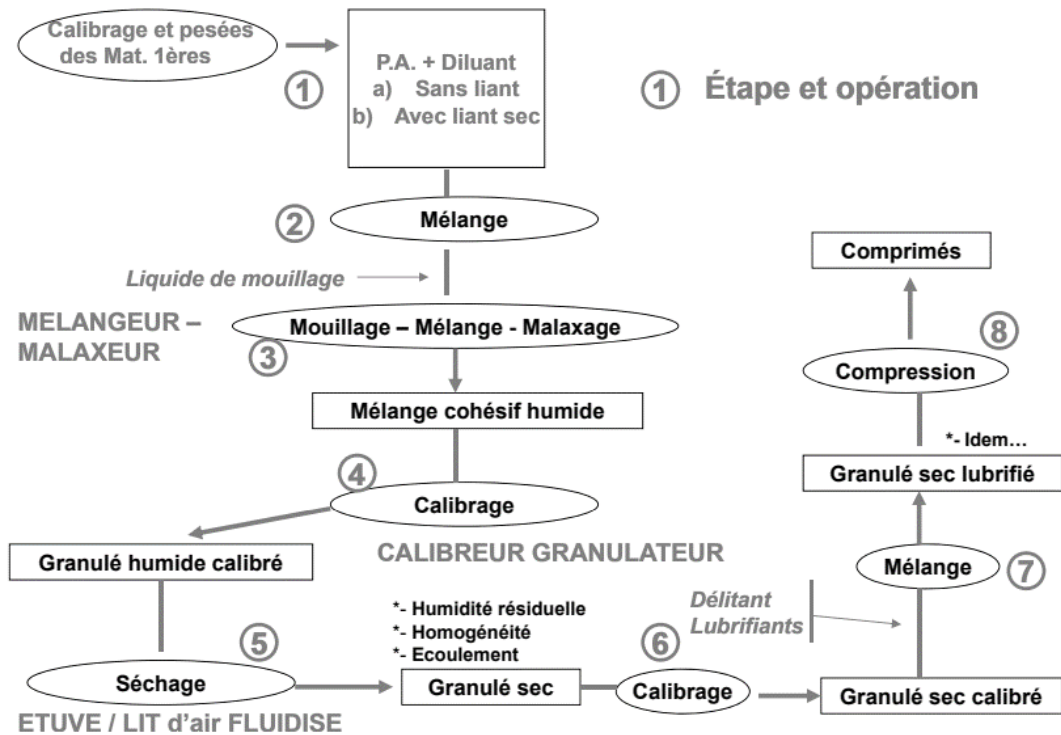 Calibrage et pesées
des Mat. 1ères
①
P.A. + Diluant
a) Sans liant
b) Avec liant sec
① Étape et opération
②
Mélange
Liquide de mouillage
MELANGEUR –
MALAXEUR
Mouillage – Mélange - Malaxage
③
Mélange cohésif humide
④
Calibrage
CALIBREUR GRANULATEUR
Granulé humide calibré
⑤
Séchage
ETUVE / LIT d'air FLUIDISE
*- Humidité résiduelle
*- Homogénéité
*- Ecoulement
Granulé sec
⑥
Calibrage
Granulé sec calibré
Délitant
Lubrifiants
Mélange
⑦
Granulé sec lubrifié
*- Idem…
Compression
⑧
Comprimés